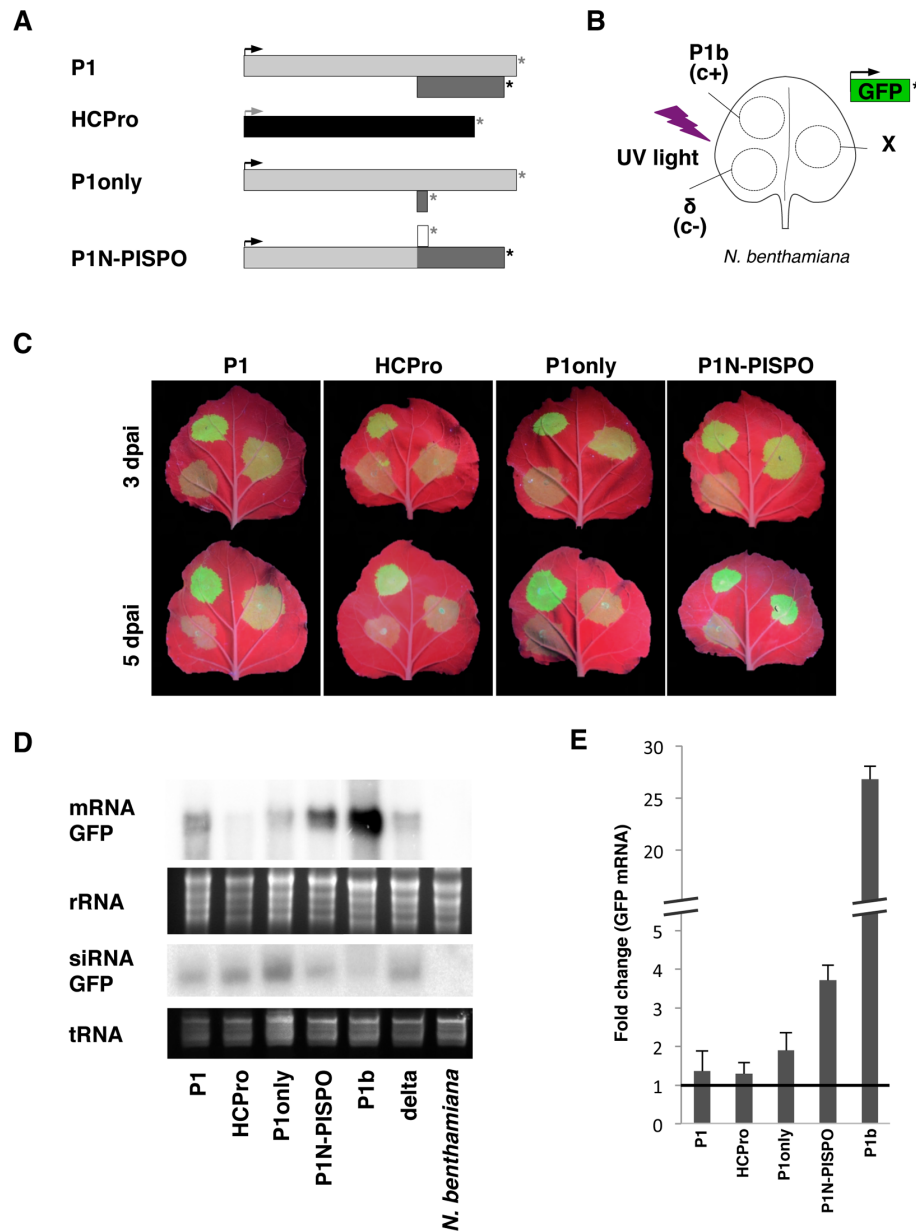 A
P1
*
*
HCPro
*
P1only
*
*
P1N-PISPO
*
*
B
P1b
(c+)
GFP
*
UV light
X
δ
(c-)
N. benthamiana
C
P1
HCPro
P1only
P1N-PISPO
3 dpai
5 dpai
D
mRNA
GFP
rRNA
siRNA
GFP
tRNA
P1
HCPro
P1only
P1N-PISPO
P1b
delta
N. benthamiana
E
Fold change (GFP mRNA)
30
25
20
5
4
3
2
1
0
P1
HCPro
P1only
P1N-PISPO
P1b